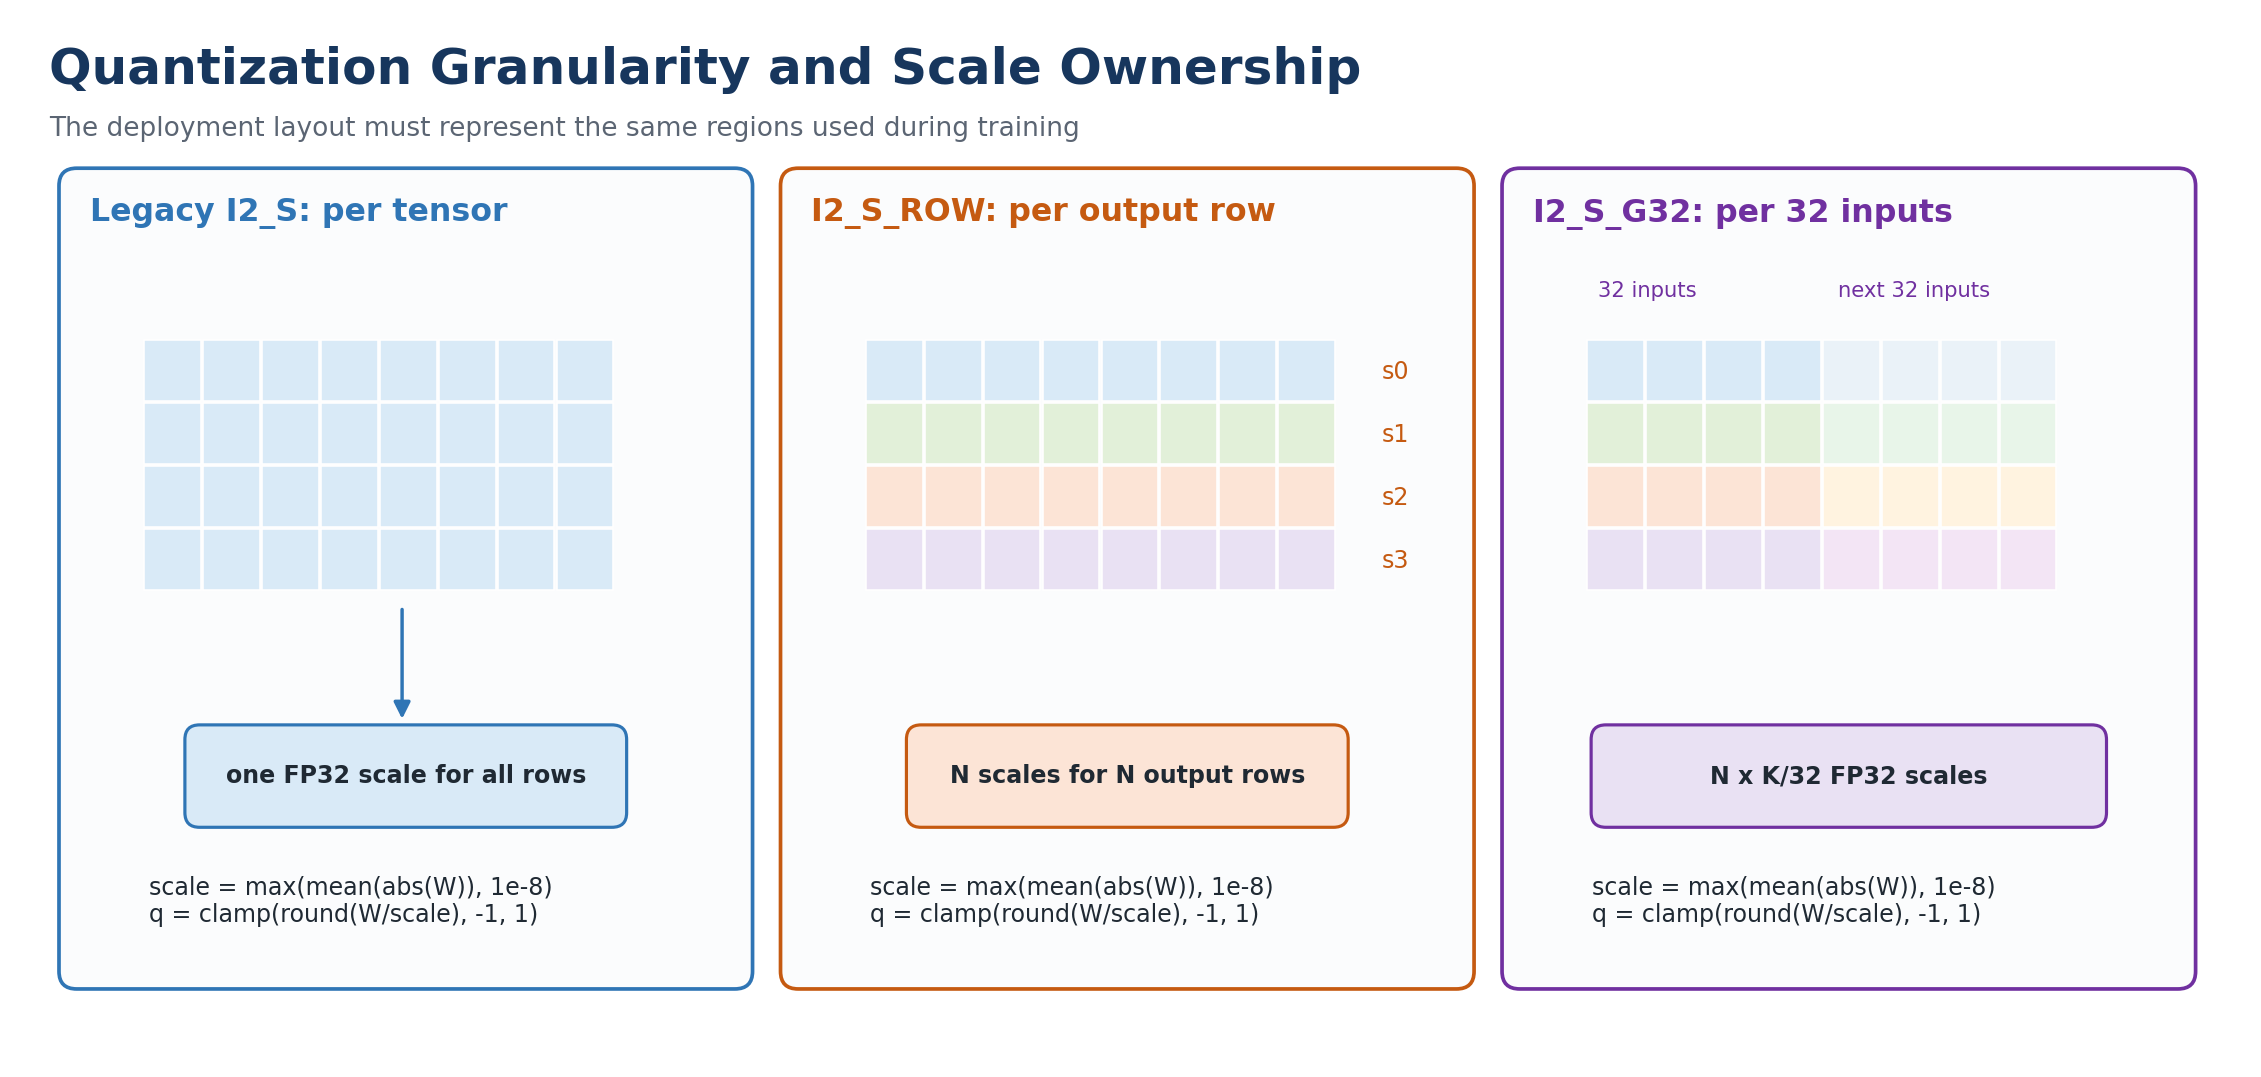 Quantization Granularity and Scale Ownership
The deployment layout must represent the same regions used during training
Legacy I2_S: per tensor
one FP32 scale for all rows
scale = max(mean(abs(W)), 1e-8)
q = clamp(round(W/scale), -1, 1)
I2_S_ROW: per output row
s0
s1
s2
s3
N scales for N output rows
scale = max(mean(abs(W)), 1e-8)
q = clamp(round(W/scale), -1, 1)
I2_S_G32: per 32 inputs
32 inputs
next 32 inputs
N x K/32 FP32 scales
scale = max(mean(abs(W)), 1e-8)
q = clamp(round(W/scale), -1, 1)